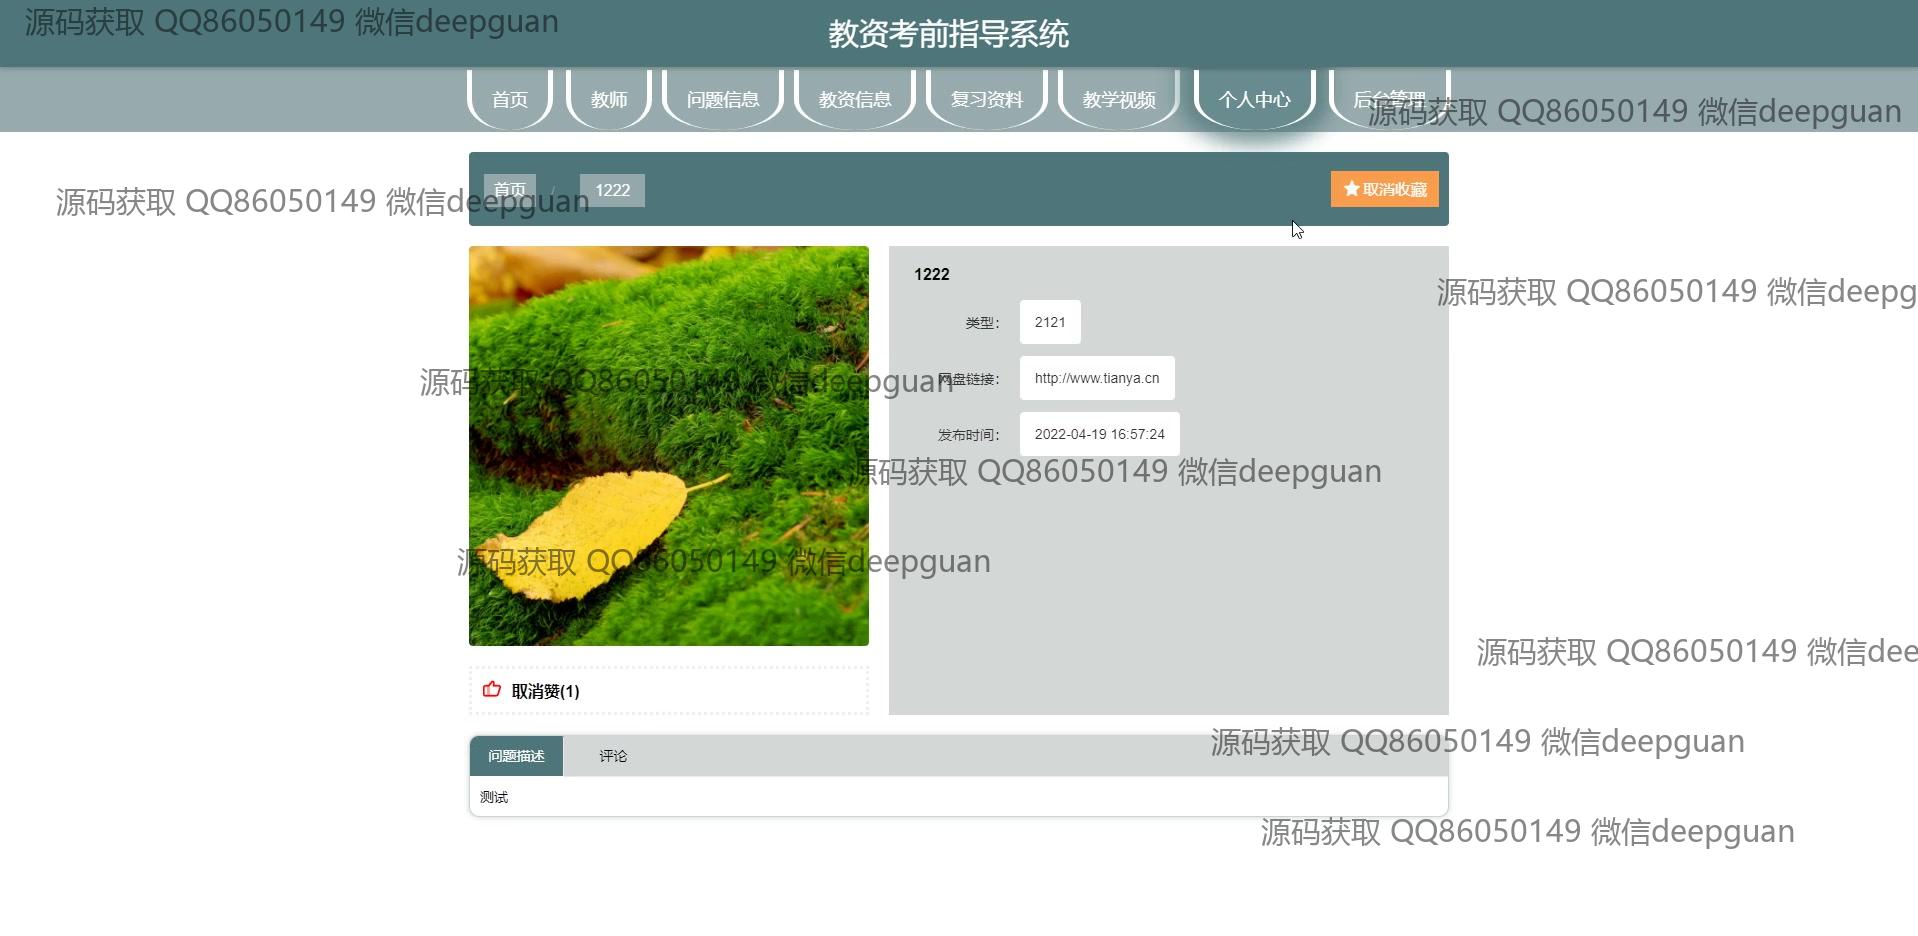 源码获取 QQ86050149 微信deepguan
教资考前指导系统
首页 教师 问题信息 教资信息 复习资料 教学视频 个人中心 后台管理
源码获取 QQ86050149 微信deepguan
首页 / 1222
取消收藏
源码获取 QQ86050149 微信deepguan
1222
源码获取 QQ86050149 微信deepg
类型： 2121
网盘链接： http://www.tianya.cn
源码获取 QQ86050149 微信deepguan
发布时间： 2022-04-19 16:57:24
源码获取 QQ86050149 微信deepguan
源码获取 QQ86050149 微信deepguan
源码获取 QQ86050149 微信dee
取消赞(1)
源码获取 QQ86050149 微信deepguan
问题描述 评论
测试
源码获取 QQ86050149 微信deepguan